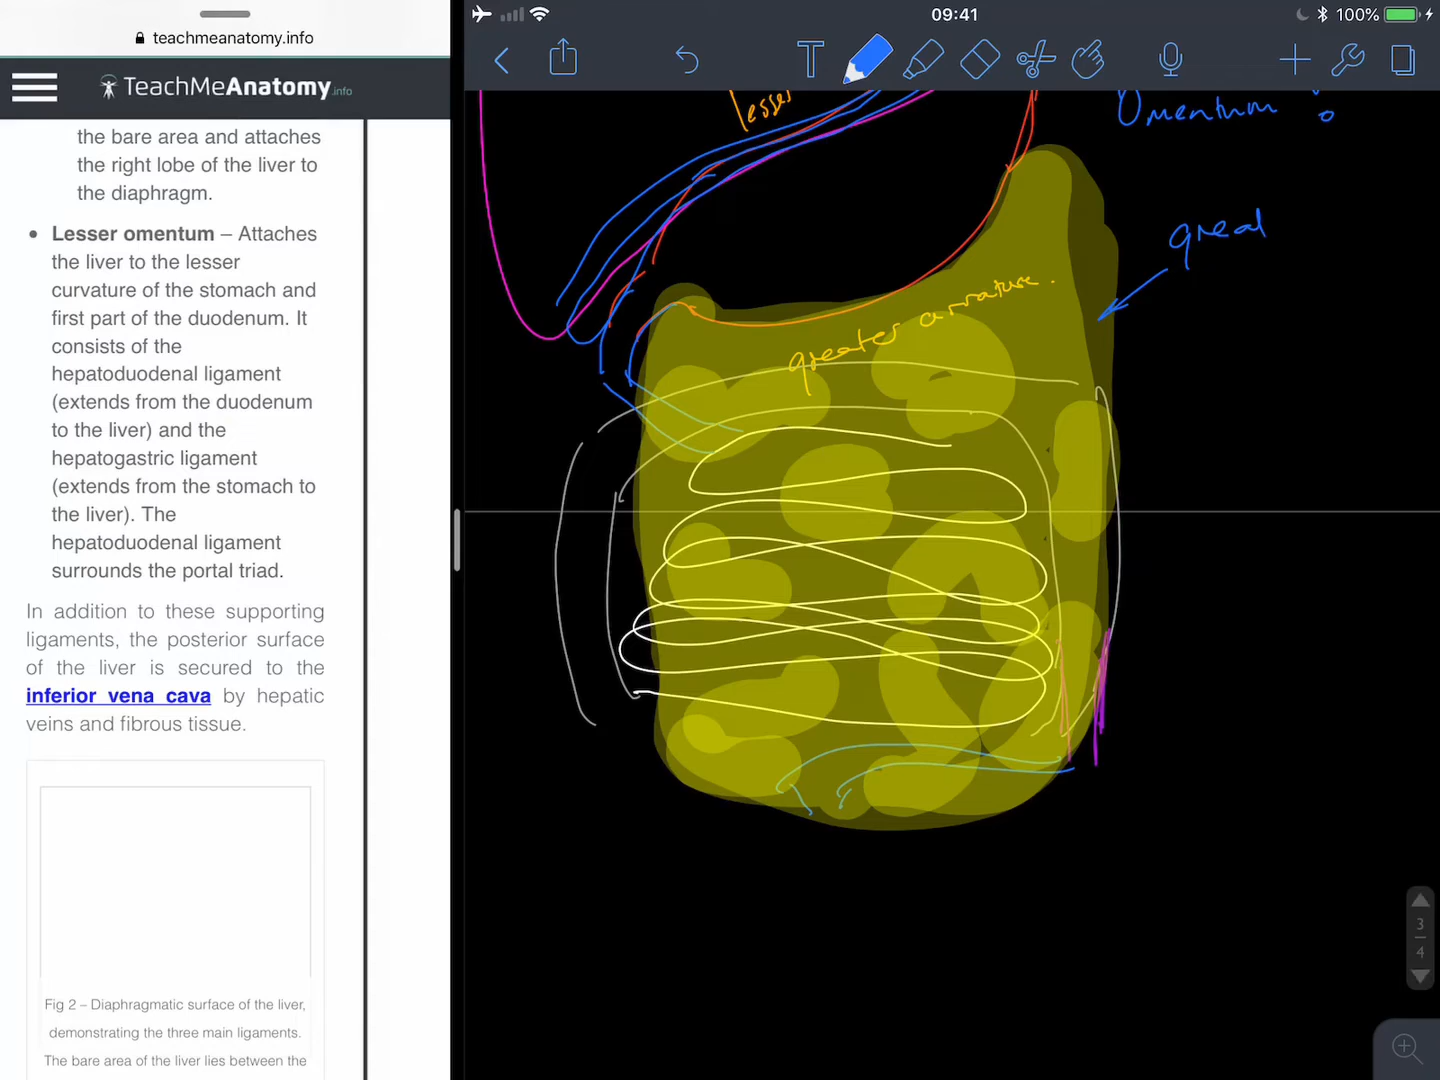 09:41
100%
teachmeanatomy.info
TeachMeAnatomy.info
the bare area and attaches
the right lobe of the liver to
the diaphragm.
Lesser omentum – Attaches
the liver to the lesser
curvature of the stomach and
first part of the duodenum. It
consists of the
hepatoduodenal ligament
(extends from the duodenum
to the liver) and the
hepatogastric ligament
(extends from the stomach to
the liver). The
hepatoduodenal ligament
surrounds the portal triad.
In addition to these supporting
ligaments, the posterior surface
of the liver is secured to the
inferior vena cava by hepatic
veins and fibrous tissue.
Fig 2 – Diaphragmatic surface of the liver,
demonstrating the three main ligaments.
The bare area of the liver lies between the
T
Omentum
greater
3
4